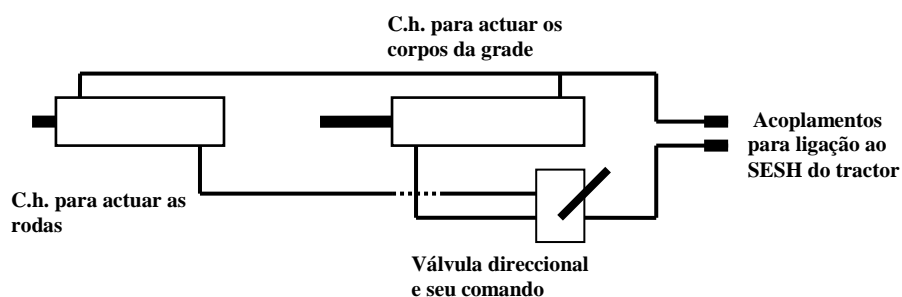 C.h. para actuar os
corpos da grade
Acoplamentos
para ligação ao
SESH do tractor
C.h. para actuar as
rodas
Válvula direccional
e seu comando